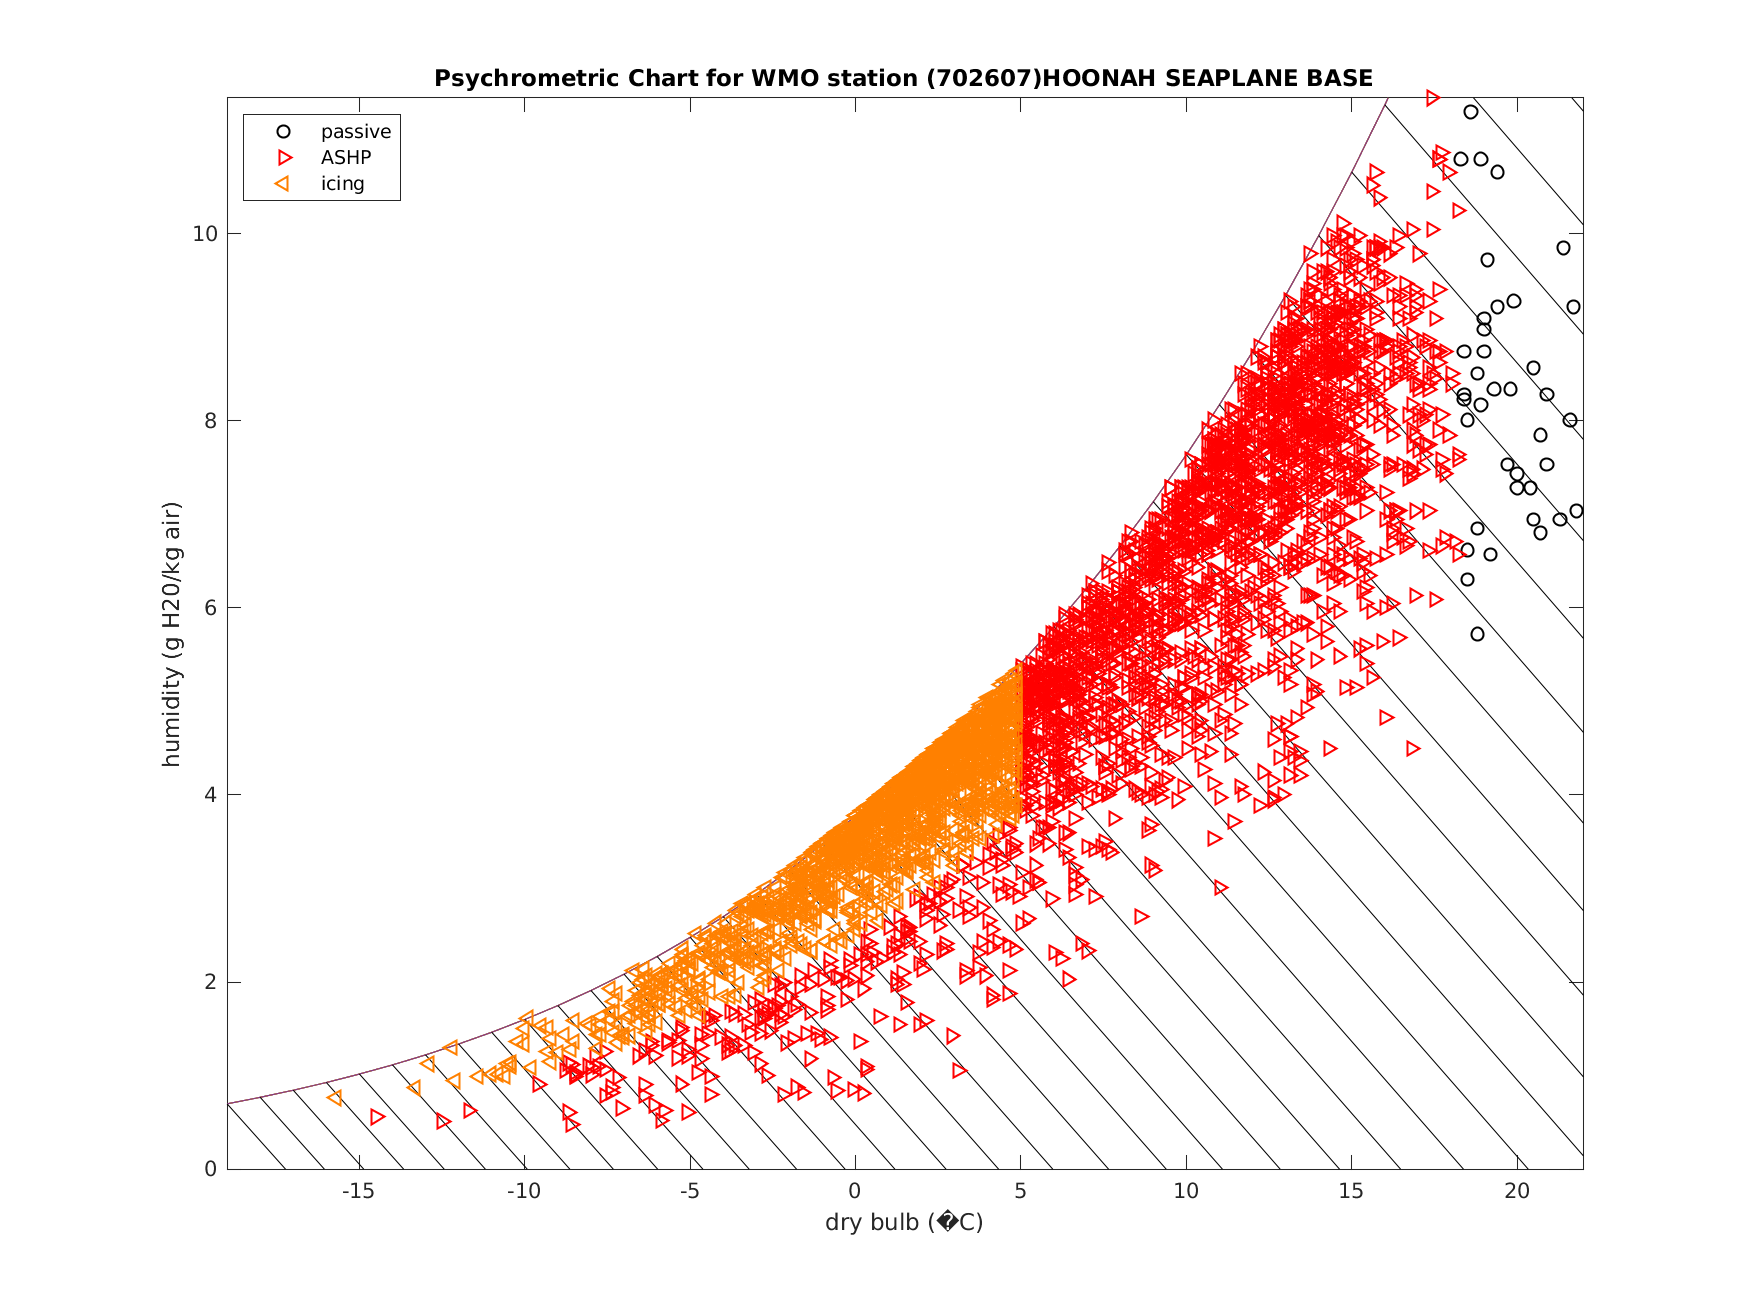 Psychrometric Chart for WMO station (702607)HOONAH SEAPLANE BASE
passive
ASHP
icing
10
8
6
4
2
0
humidity (g H20/kg air)
-15 -10 -5 0 5 10 15 20
dry bulb (�C)